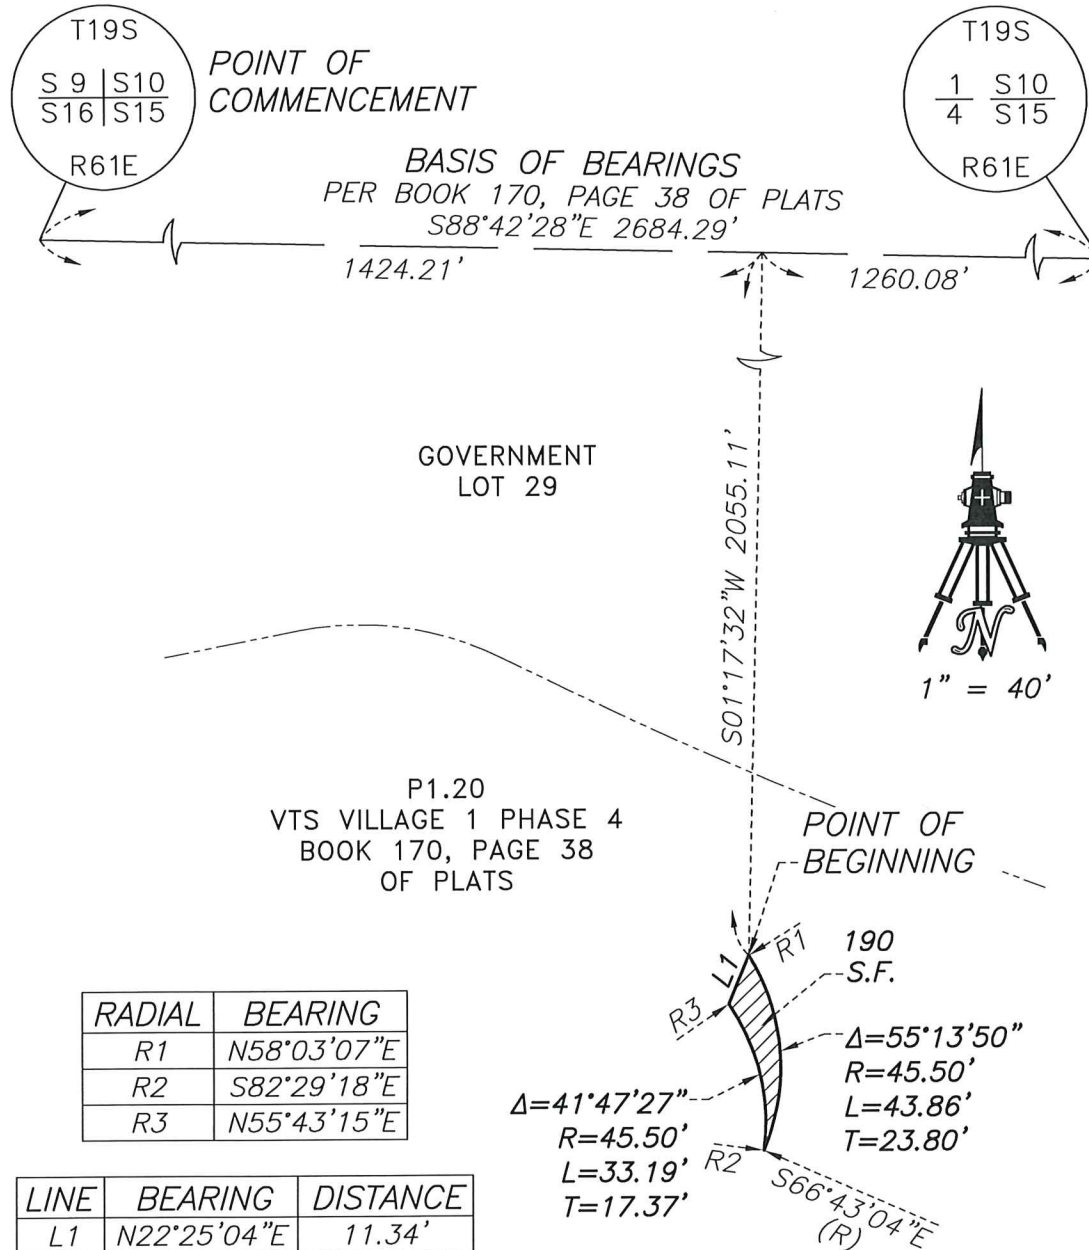 T19S
S 9 S10
S16 S15
R61E
POINT OF
COMMENCEMENT
T19S
1 S10
4 S15
R61E
BASIS OF BEARINGS
PER BOOK 170, PAGE 38 OF PLATS
S88°42'28"E 2684.29'
1424.21'
1260.08'
GOVERNMENT
LOT 29
S01°17'32"W 2055.11'
N
1" = 40'
P1.20
VTS VILLAGE 1 PHASE 4
BOOK 170, PAGE 38
OF PLATS
POINT OF
BEGINNING
R1
190
S.F.
L1
R3
Δ=55°13'50"
R=45.50'
L=43.86'
T=23.80'
Δ=41°47'27"
R=45.50'
L=33.19'
T=17.37'
R2
S66°43'04"E
(R)
RADIAL BEARING
R1 N58°03'07"E
R2 S82°29'18"E
R3 N55°43'15"E
LINE BEARING DISTANCE
L1 N22°25'04"E 11.34'